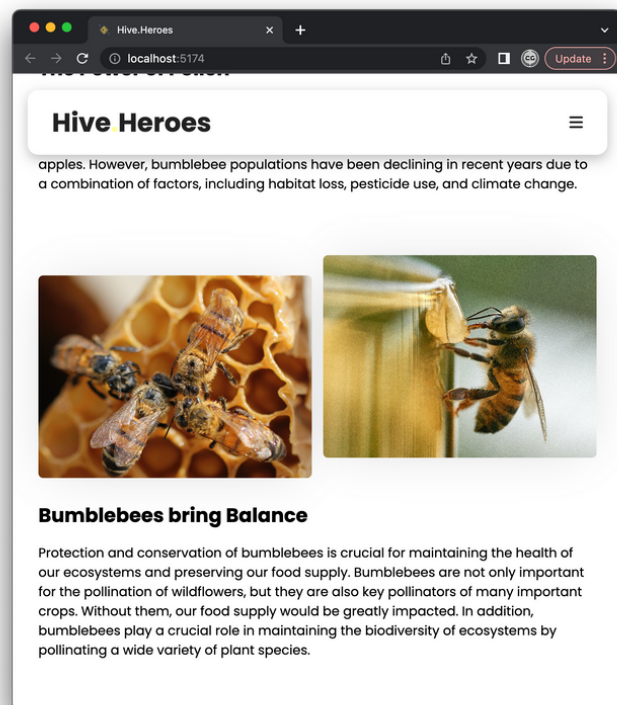 Hive.Heroes
localhost:5174
Update
The Power of Pollen
Hive.Heroes
apples. However, bumblebee populations have been declining in recent years due to
a combination of factors, including habitat loss, pesticide use, and climate change.
Bumblebees bring Balance
Protection and conservation of bumblebees is crucial for maintaining the health of
our ecosystems and preserving our food supply. Bumblebees are not only important
for the pollination of wildflowers, but they are also key pollinators of many important
crops. Without them, our food supply would be greatly impacted. In addition,
bumblebees play a crucial role in maintaining the biodiversity of ecosystems by
pollinating a wide variety of plant species.